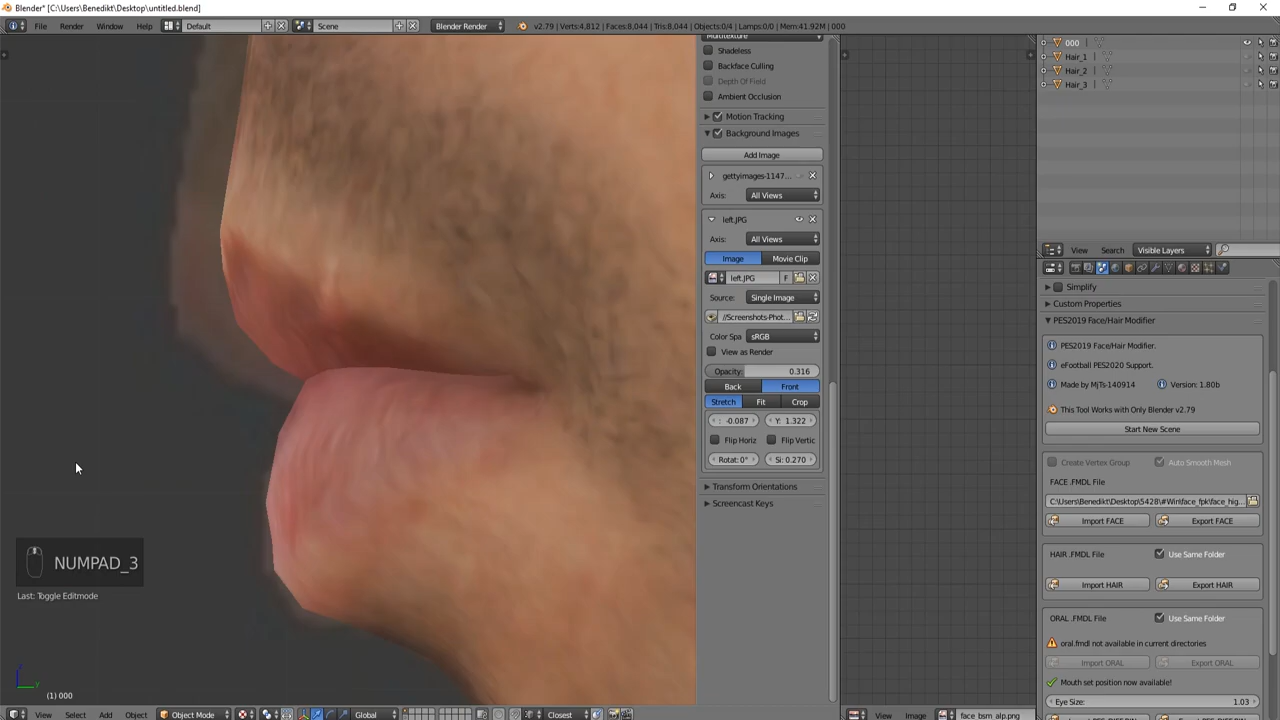 Blender* [C:\Users\Benedikt\Desktop\untitled.blend]
File Render Window Help Default Scene Blender Render v2.79 | Verts:4,812 | Faces:8,044 | Tris:8,044 | Objects:0/4 | Lamps:0/0 | Mem:41.92M | 000
Multitexture
Shadeless
Backface Culling
Depth Of Field
Ambient Occlusion
Motion Tracking
Background Images
Add Image
gettyimages-1147...
Axis: All Views
left.JPG
Axis: All Views
Image Movie Clip
left.JPG F
Source: Single Image
//Screenshots-Phot...
Color Spa sRGB
View as Render
Opacity: 0.316
Back Front
Stretch Fit Crop
: -0.087 Y: 1.322
Flip Horiz Flip Vertic
Rotat: 0° Si: 0.270
Transform Orientations
Screencast Keys
000
Hair_1
Hair_2
Hair_3
View Search Visible Layers
Simplify
Custom Properties
PES2019 Face/Hair Modifier
PES2019 Face/Hair Modifier.
eFootball PES2020 Support.
Made by MjTs-140914 Version: 1.80b
This Tool Works with Only Blender v2.79
Start New Scene
Create Vertex Group Auto Smooth Mesh
FACE .FMDL File
C:\Users\Benedikt\Desktop\5428\#Win\face_fpk\face_hig...
Import FACE Export FACE
HAIR .FMDL File Use Same Folder
Import HAIR Export HAIR
ORAL .FMDL File Use Same Folder
oral.fmdl not available in current directories
Import ORAL Export ORAL
Mouth set position now available!
Eye Size: 1.03
NUMPAD_3
Last: Toggle Editmode
z
y
(1) 000
View Select Add Object Object Mode Global Closest View Image face_bsm_alp.png